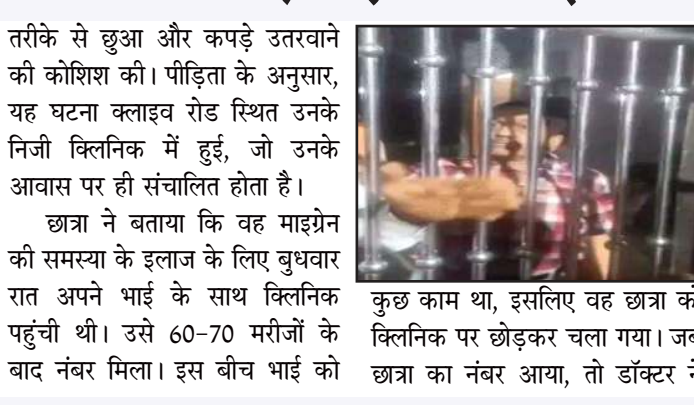 तरीके से छुआ और कपड़े उतरवाने
की कोशिश की। पीड़िता के अनुसार,
यह घटना क्लाइव रोड स्थित उनके
निजी क्लिनिक में हुई, जो उनके
आवास पर ही संचालित होता है।
छात्रा ने बताया कि वह माइग्रेन
की समस्या के इलाज के लिए बुधवार
रात अपने भाई के साथ क्लिनिक
पहुंची थी। उसे 60-70 मरीजों के
बाद नंबर मिला। इस बीच भाई को
कुछ काम था, इसलिए वह छात्रा को
क्लिनिक पर छोड़कर चला गया। जब
छात्रा का नंबर आया, तो डॉक्टर ने